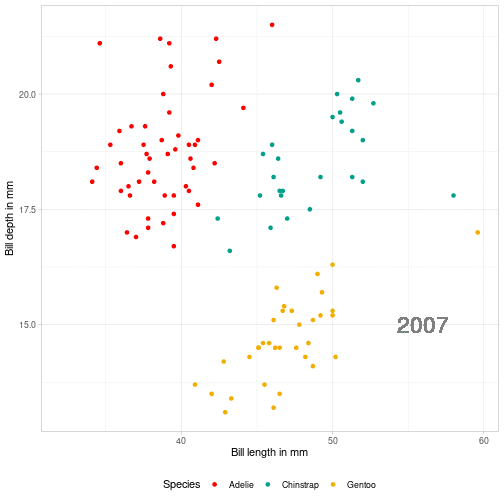 20.0
17.5
15.0
Bill depth in mm
2007
40
50
60
Bill length in mm
Species Adelie Chinstrap Gentoo